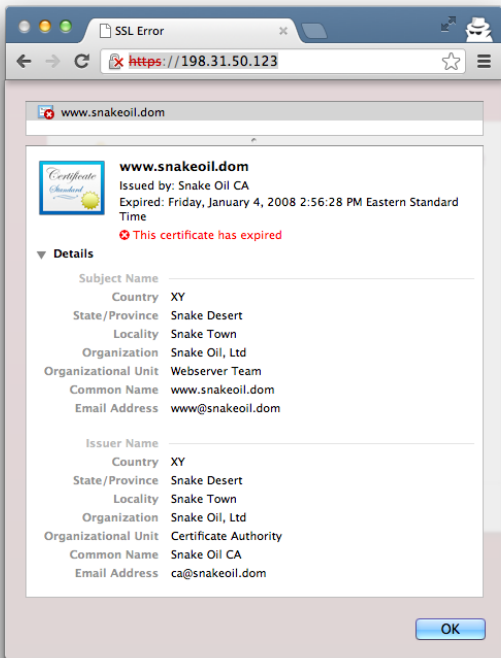 SSL Error
https://198.31.50.123
www.snakeoil.dom
Certificate
Standard
www.snakeoil.dom
Issued by: Snake Oil CA
Expired: Friday, January 4, 2008 2:56:28 PM Eastern Standard
Time
This certificate has expired
Details
Subject Name
Country XY
State/Province Snake Desert
Locality Snake Town
Organization Snake Oil, Ltd
Organizational Unit Webserver Team
Common Name www.snakeoil.dom
Email Address www@snakeoil.dom
Issuer Name
Country XY
State/Province Snake Desert
Locality Snake Town
Organization Snake Oil, Ltd
Organizational Unit Certificate Authority
Common Name Snake Oil CA
Email Address ca@snakeoil.dom
OK